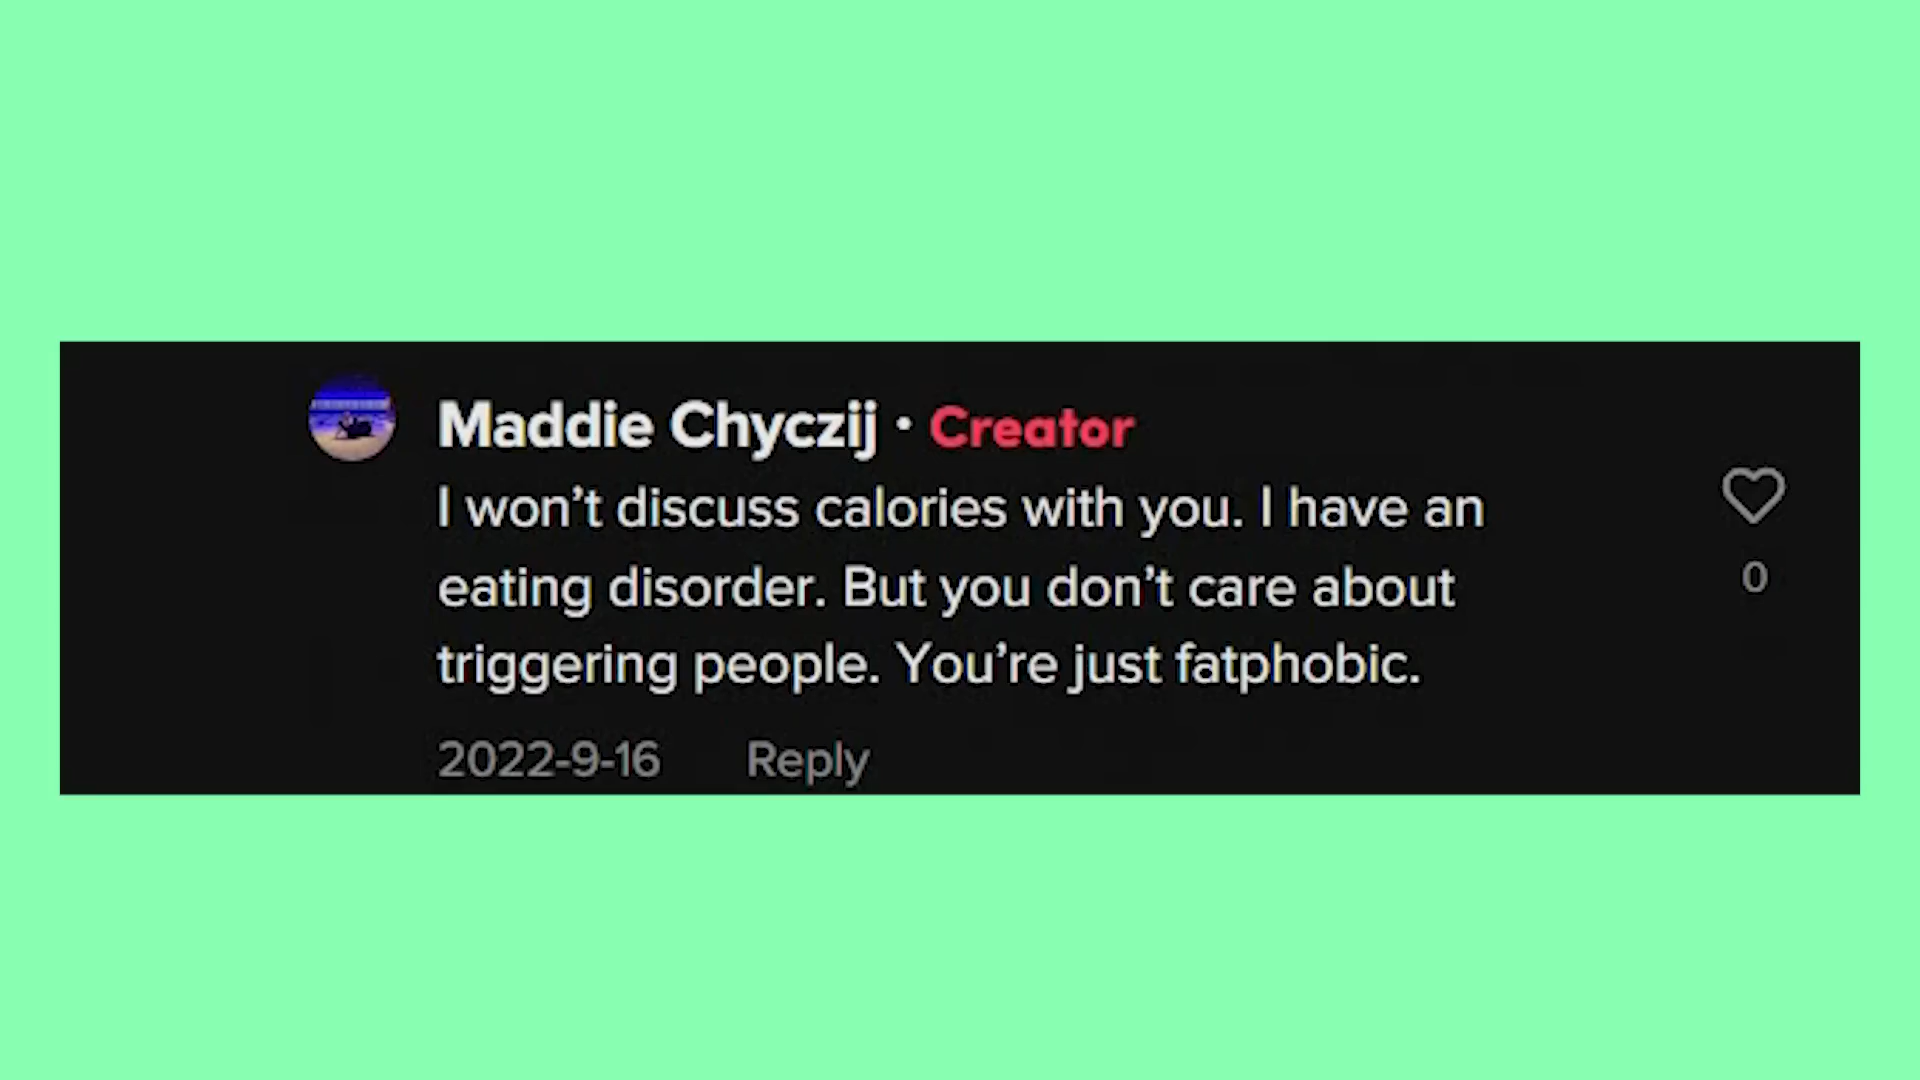 Maddie Chyczij · Creator
I won't discuss calories with you. I have an
eating disorder. But you don't care about
triggering people. You're just fatphobic.
0
2022-9-16 Reply